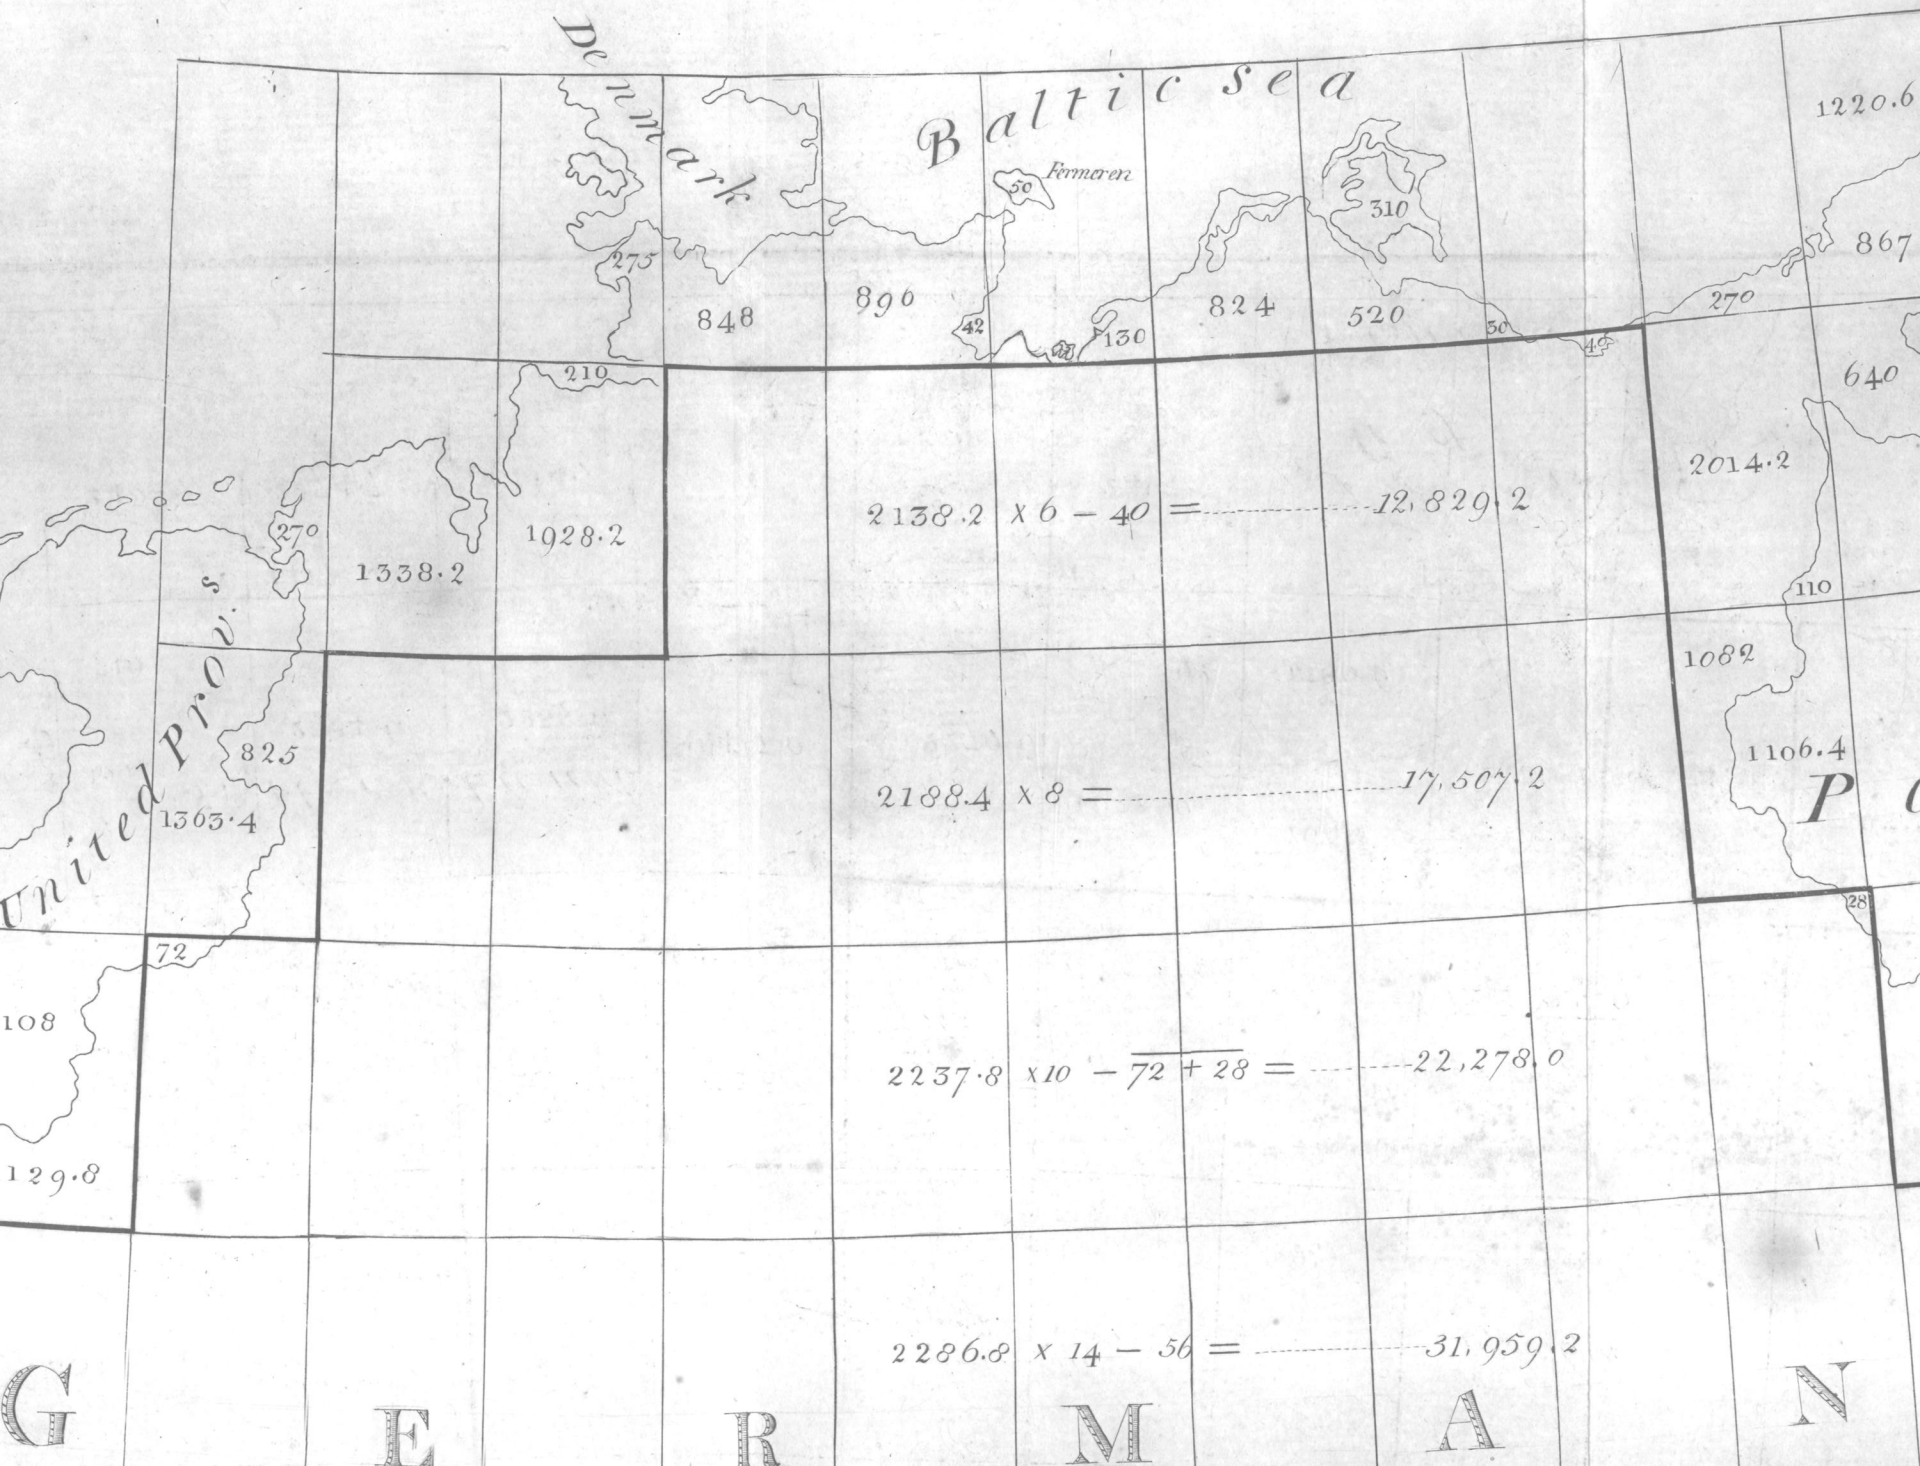 Denmark
Baltic sea
1220.6
Fermeren
50
310
275
867
848
896
42
130
824
520
30
40
270
210
640
2014.2
2138.2 x 6 - 40 = 12,829.2
270
1928.2
1338.2
110
1082
United Prov.s
825
1363.4
2188.4 x 8 = 17,507.2
1106.4
P
28
72
108
2237.8 x 10 - 72 + 28 = 22,278.0
129.8
2286.8 x 14 - 56 = 31,959.2
G E R M A N